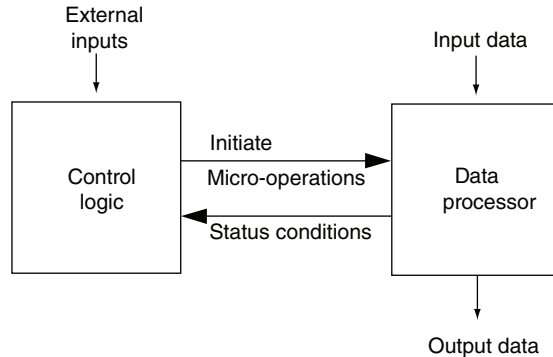 External
inputs
Input data
Initiate
Micro-operations
Control
logic
Data
processor
Status conditions
Output data